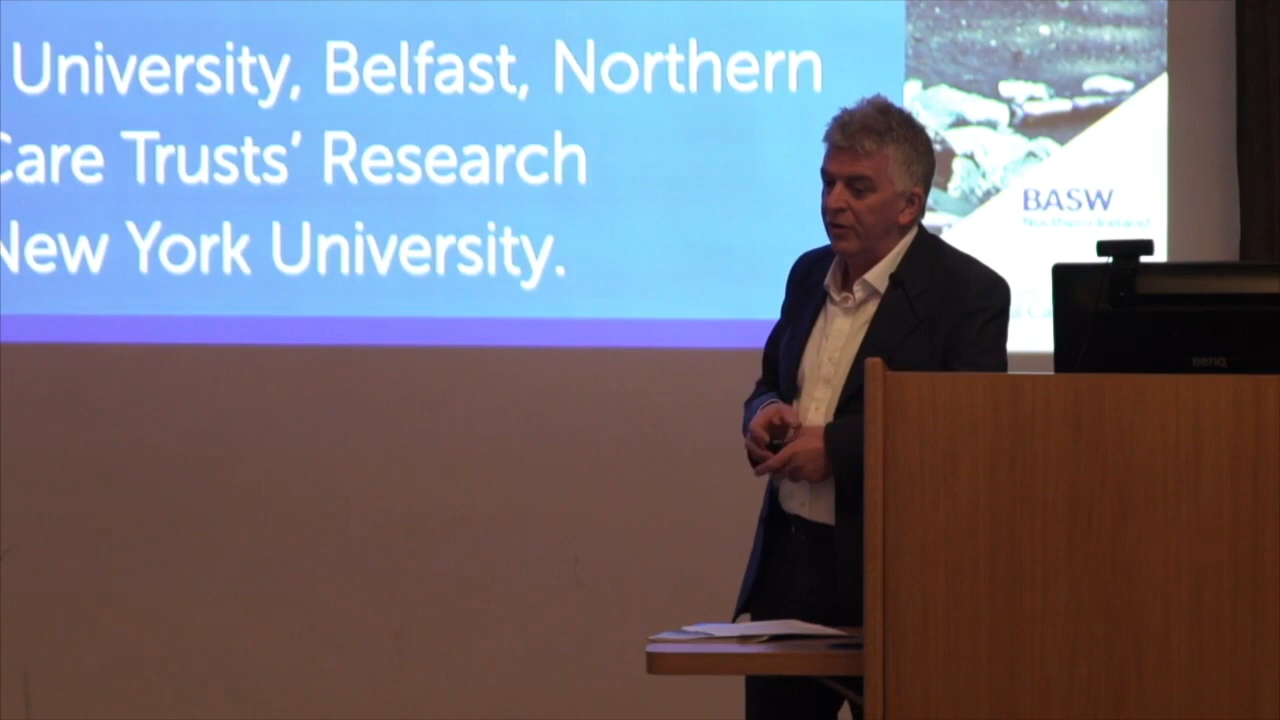 University, Belfast, Northern
Care Trusts' Research
New York University.
BASW
Northern Ireland
BenQ